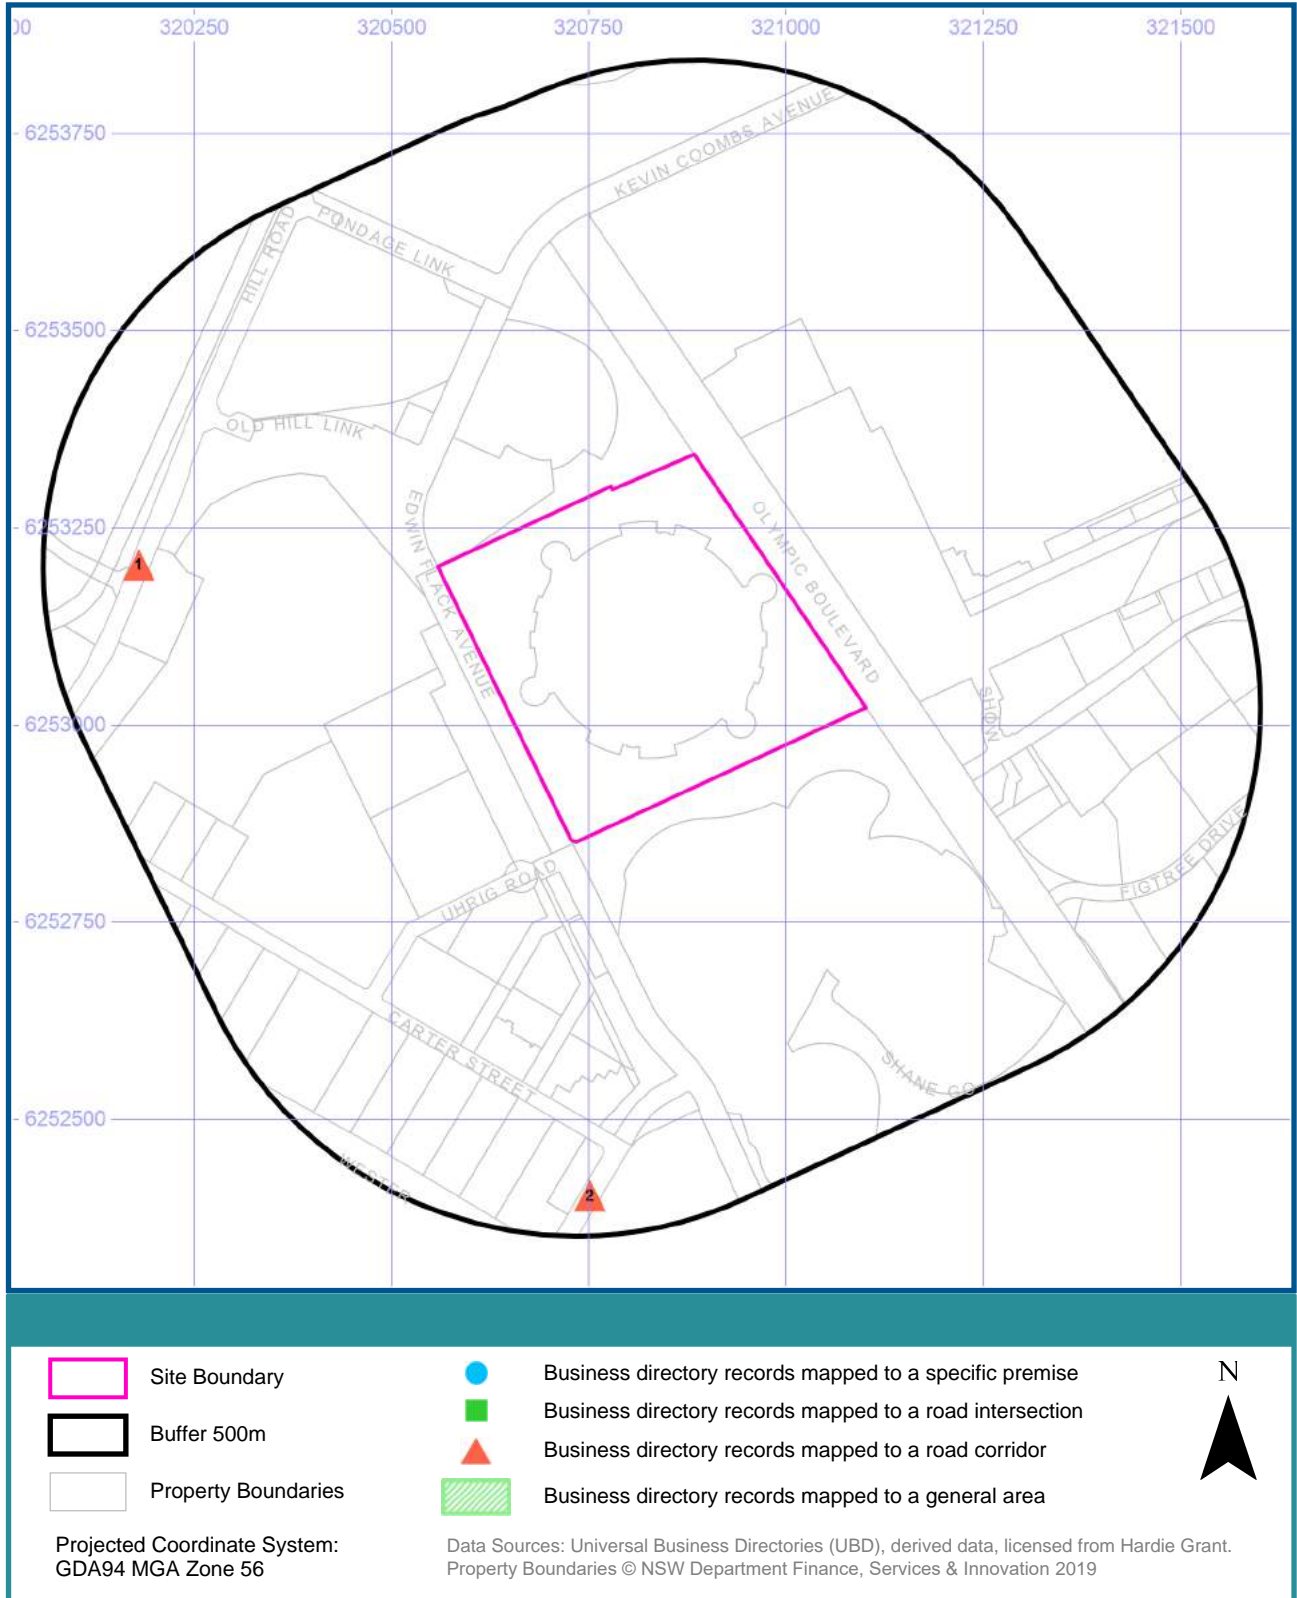 00 320250 320500 320750 321000 321250 321500
6253750
6253500
6253250
6253000
6252750
6252500
KEVIN COOMBS AVENUE
PONDAGE LINK
HILL ROAD
OLD HILL LINK
EDWIN FLACK AVENUE
OLYMPIC BOULEVARD
1
SHOW
FIGTREE DRIVE
UHRIG ROAD
CARTER STREET
SHANE GO
WESTER
2
Site Boundary
Buffer 500m
Property Boundaries
Business directory records mapped to a specific premise
Business directory records mapped to a road intersection
Business directory records mapped to a road corridor
Business directory records mapped to a general area
N
Projected Coordinate System:
GDA94 MGA Zone 56
Data Sources: Universal Business Directories (UBD), derived data, licensed from Hardie Grant.
Property Boundaries © NSW Department Finance, Services & Innovation 2019